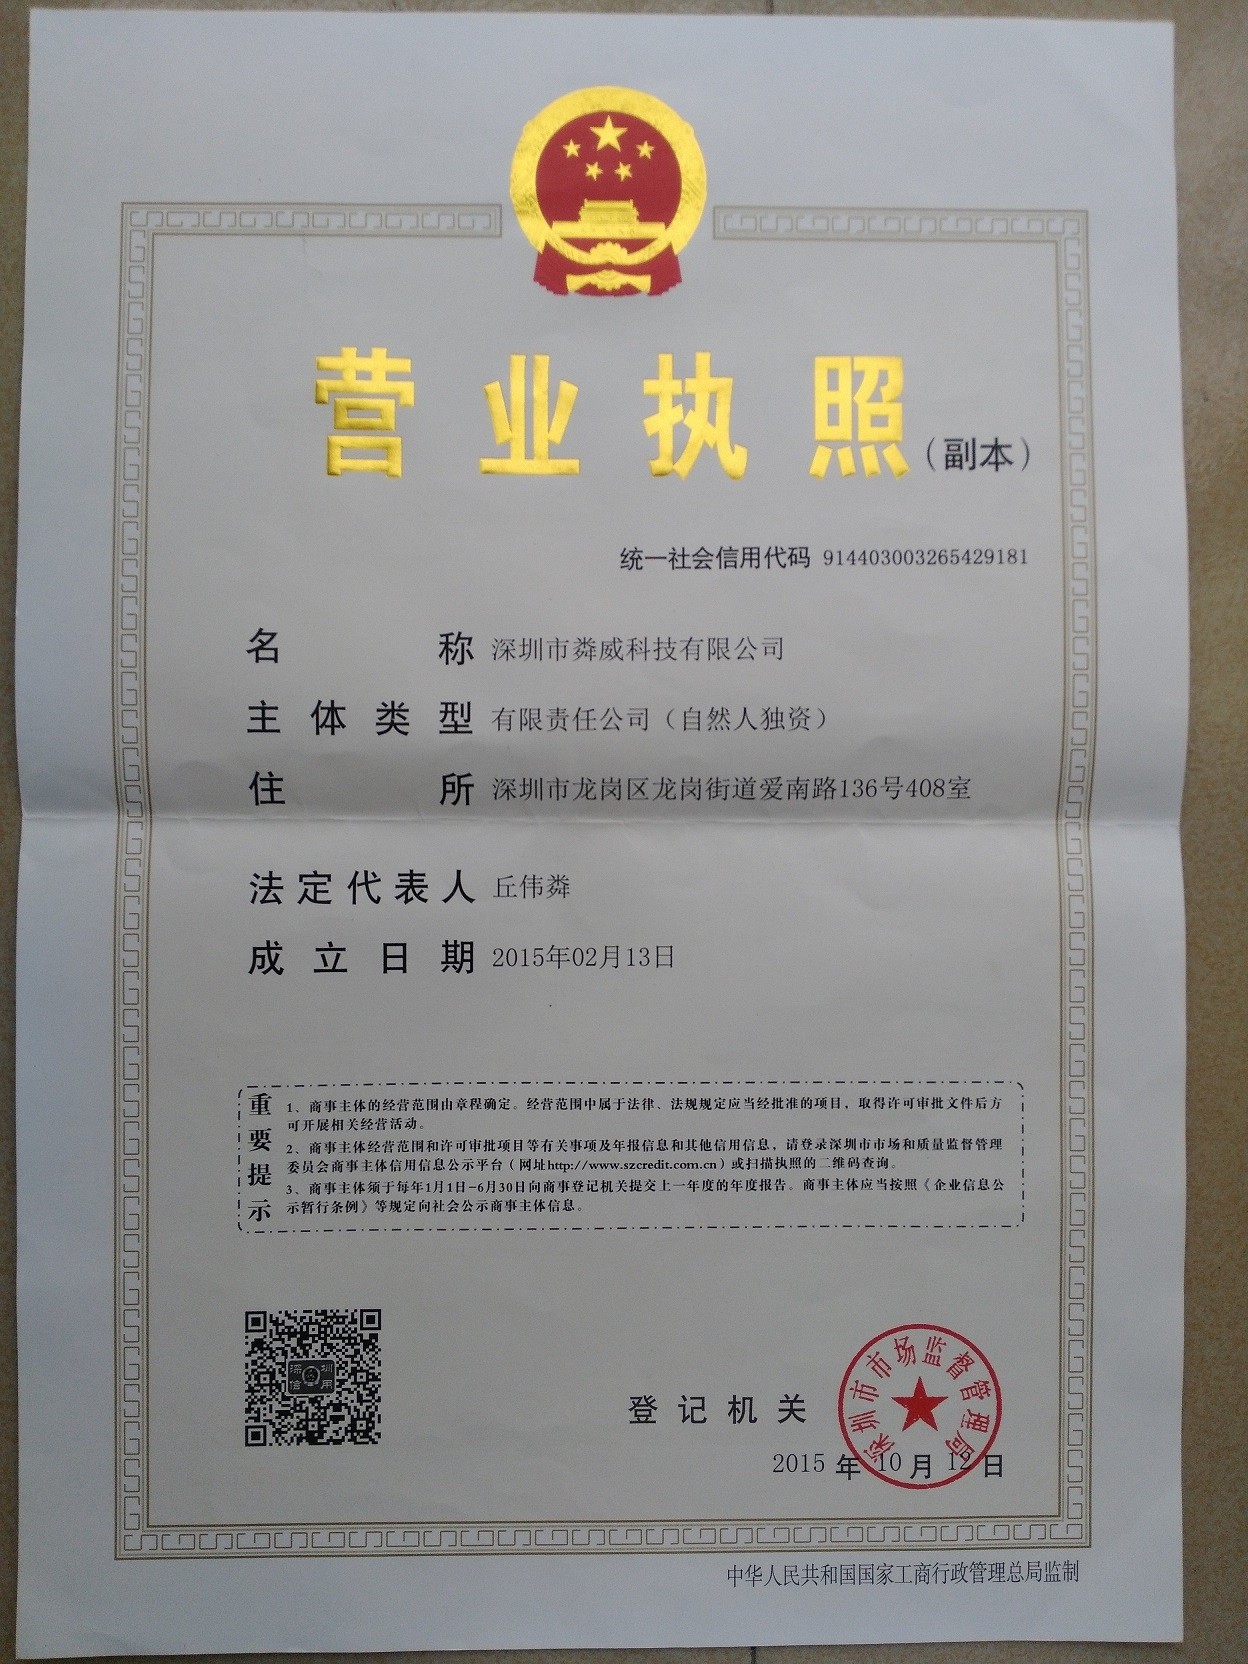 营业执照(副本)
统一社会信用代码 914403003265429181
名称 深圳市粦威科技有限公司
主体类型 有限责任公司（自然人独资）
住所 深圳市龙岗区龙岗街道爱南路136号408室
法定代表人 丘伟粦
成立日期 2015年02月13日
重要提示
1、商事主体的经营范围由章程确定。经营范围中属于法律、法规规定应当经批准的项目，取得许可审批文件后方
可开展相关经营活动。
2、商事主体经营范围和许可审批项目等有关事项及年报信息和其他信用信息，请登录深圳市市场和质量监督管理
委员会商事主体信用信息公示平台（网址http://www.szcredit.com.cn）或扫描执照的二维码查询。
3、商事主体须于每年1月1日-6月30日向商事登记机关提交上一年度的年度报告。商事主体应当按照《企业信息公
示暂行条例》等规定向社会公示商事主体信息。
深圳
信用
登记机关
深圳市市场监督管理局
2015年10月12日
中华人民共和国国家工商行政管理总局监制